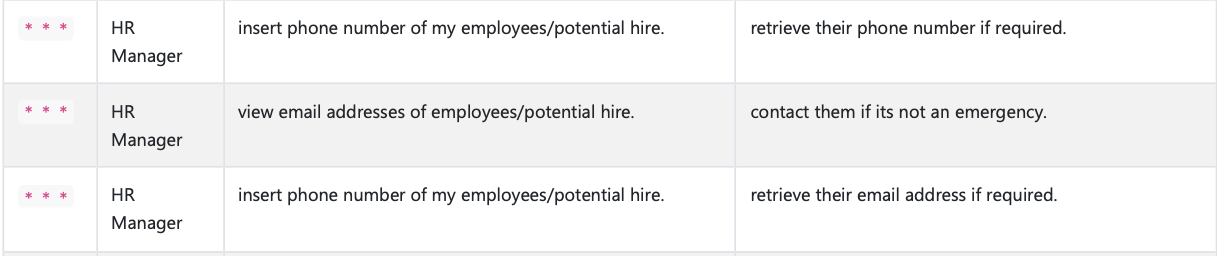 * * * HR Manager insert phone number of my employees/potential hire. retrieve their phone number if required.
* * * HR Manager view email addresses of employees/potential hire. contact them if its not an emergency.
* * * HR Manager insert phone number of my employees/potential hire. retrieve their email address if required.